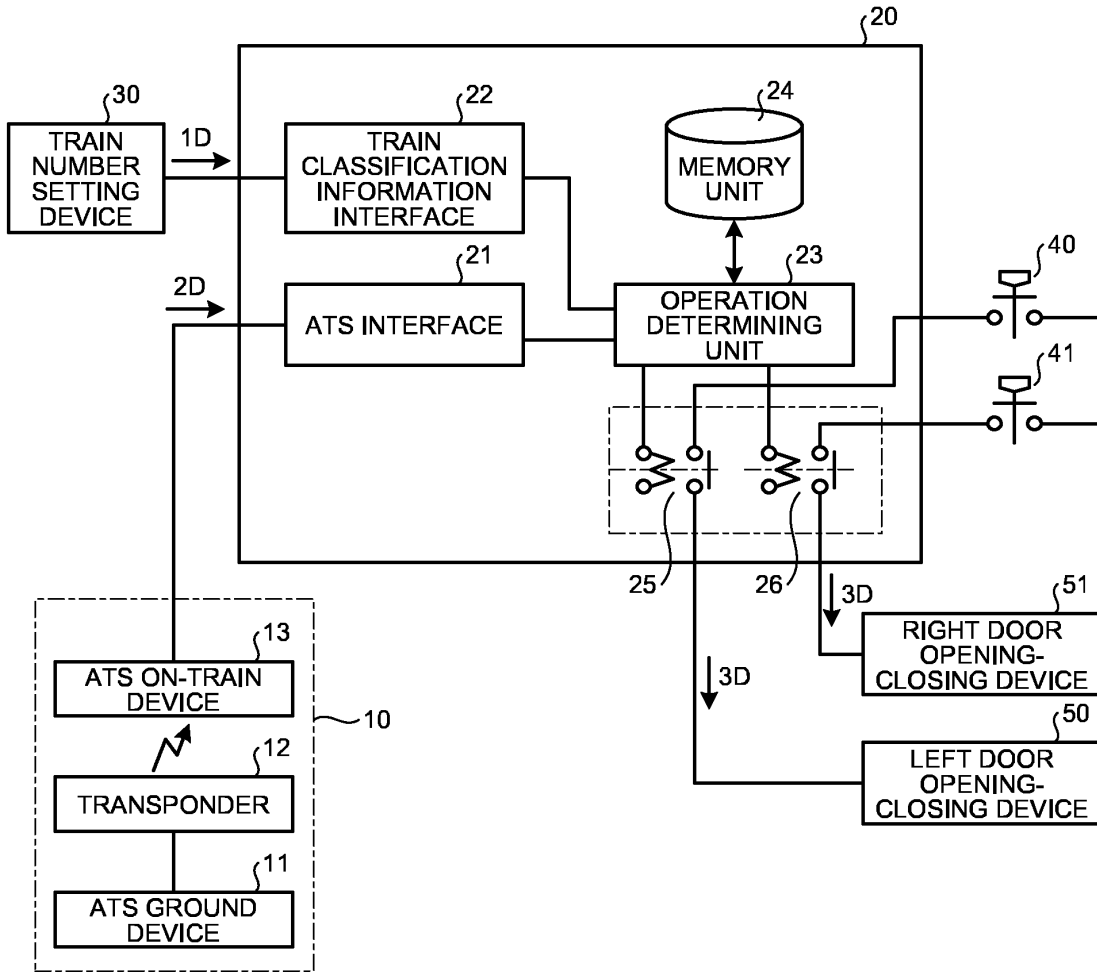 20
30
TRAIN
NUMBER
SETTING
DEVICE
1D
22
TRAIN
CLASSIFICATION
INFORMATION
INTERFACE
24
MEMORY
UNIT
2D
21
ATS INTERFACE
23
OPERATION
DETERMINING
UNIT
40
41
25
26
3D
51
RIGHT DOOR
OPENING-
CLOSING DEVICE
3D
50
LEFT DOOR
OPENING-
CLOSING DEVICE
13
ATS ON-TRAIN
DEVICE
10
12
TRANSPONDER
11
ATS GROUND
DEVICE